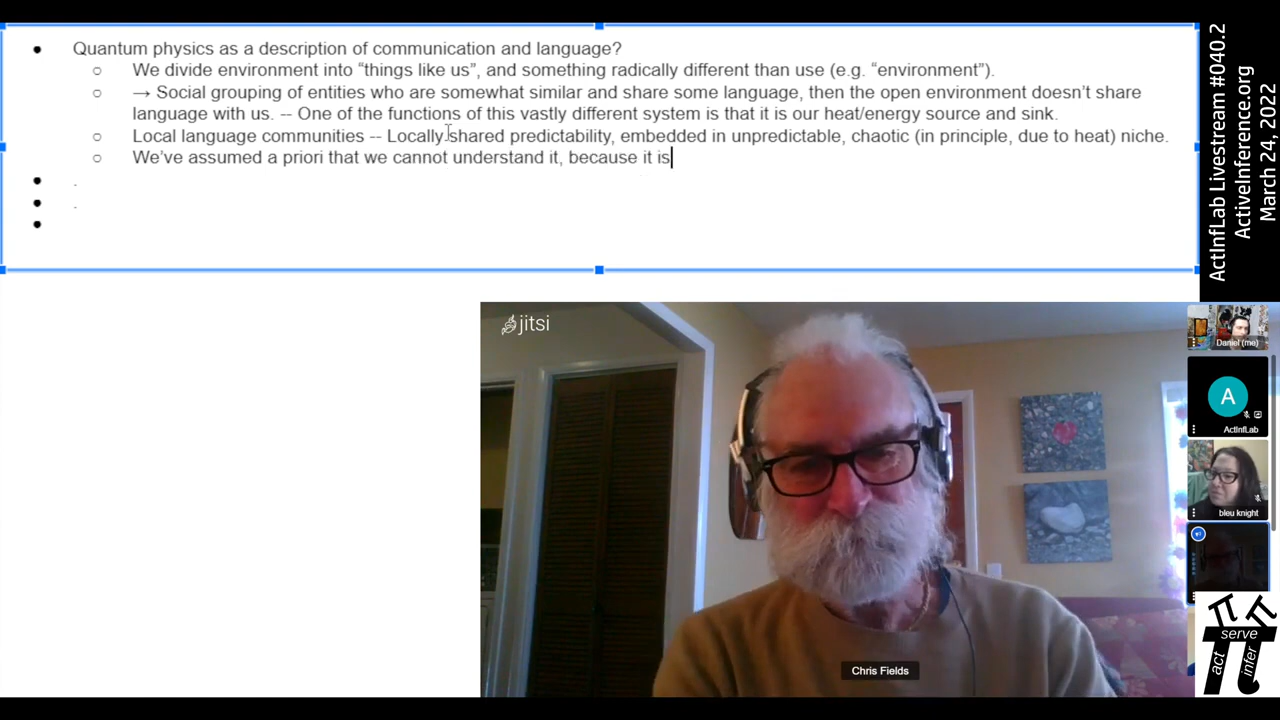 Quantum physics as a description of communication and language?
We divide environment into “things like us”, and something radically different than use (e.g. “environment”).
→ Social grouping of entities who are somewhat similar and share some language, then the open environment doesn’t share
language with us. -- One of the functions of this vastly different system is that it is our heat/energy source and sink.
Local language communities -- Locally shared predictability, embedded in unpredictable, chaotic (in principle, due to heat) niche.
We’ve assumed a priori that we cannot understand it, because it is
ActInfLab Livestream #040.2
ActiveInference.org
March 24, 2022
jitsi
Daniel (me)
A
ActInfLab
bleu knight
Chris Fields
act
serve
infer